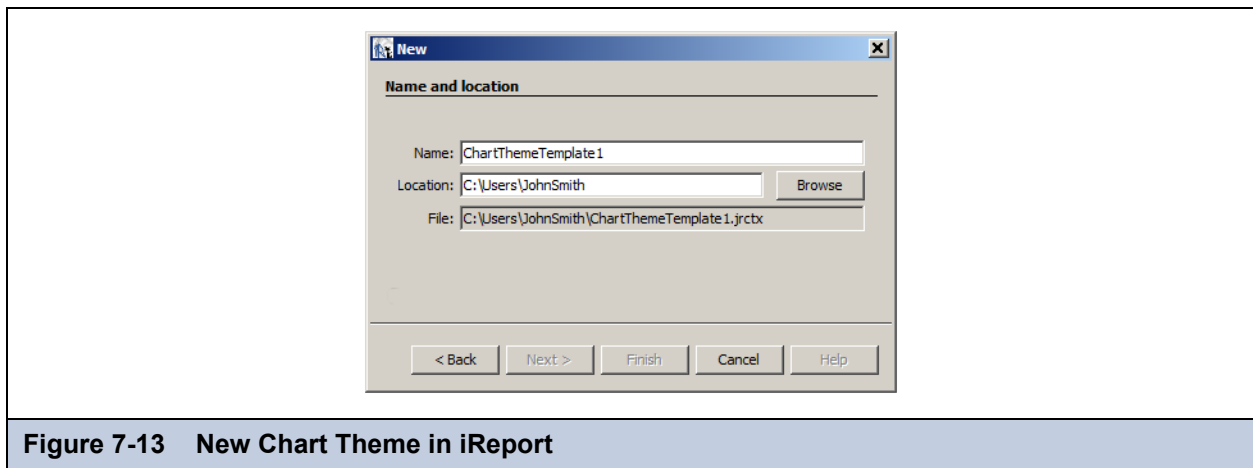 New
Name and location
Name: ChartThemeTemplate1
Location: C:\Users\JohnSmith Browse
File: C:\Users\JohnSmith\ChartThemeTemplate1.jrctx
< Back Next > Finish Cancel Help
Figure 7-13 New Chart Theme in iReport